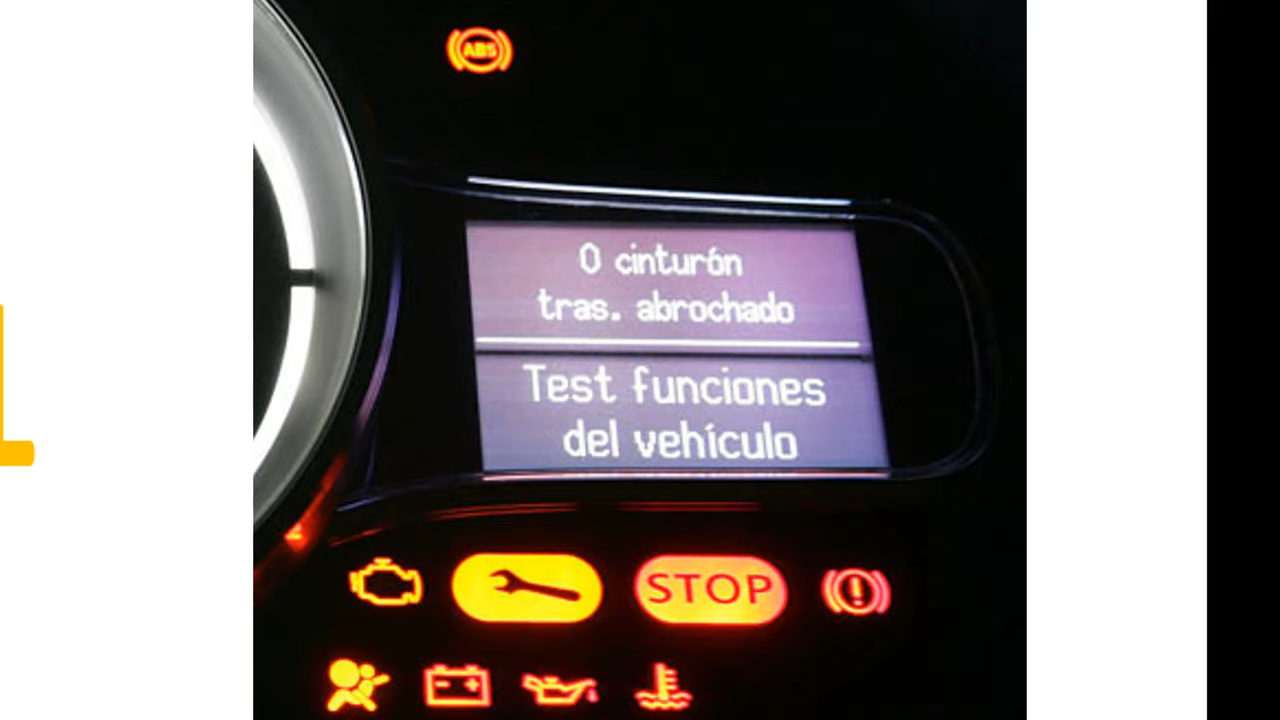 ABS
0 cinturón
tras. abrochado
Test funciones
del vehículo
STOP